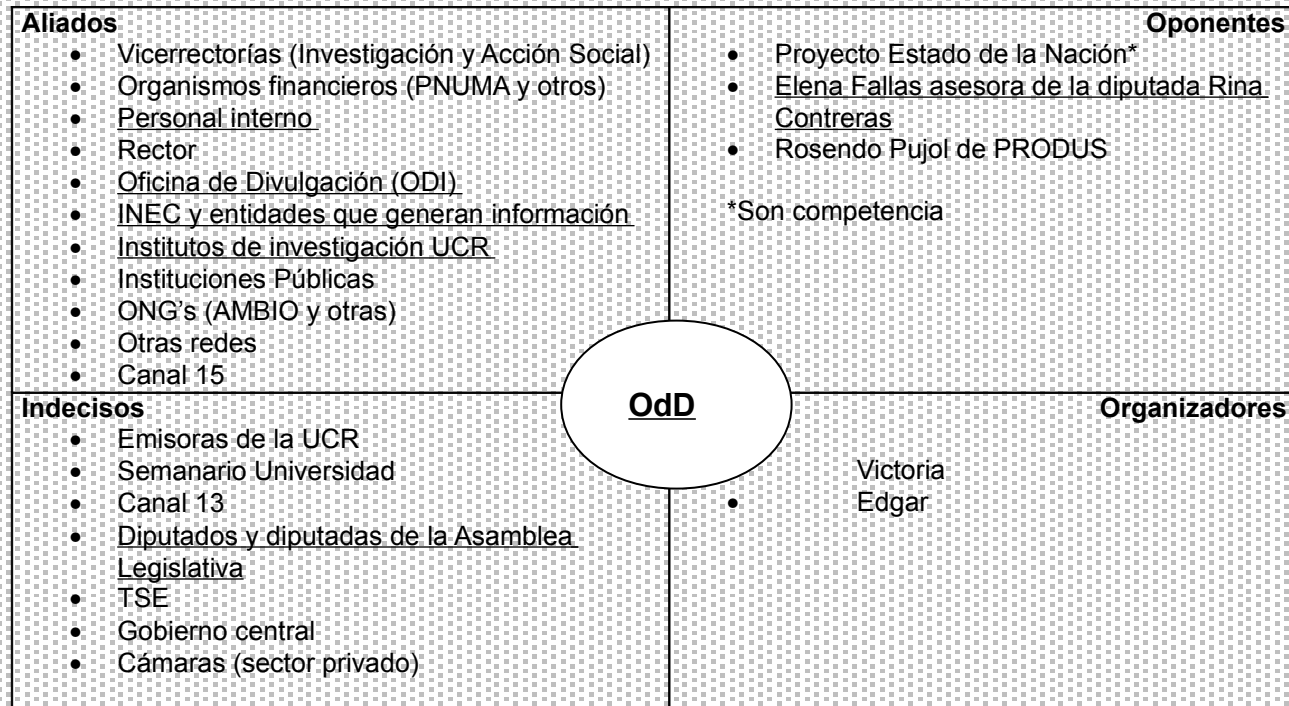 Aliados
• Vicerrectorías (Investigación y Acción Social)
• Organismos financieros (PNUMA y otros)
• Personal interno
• Rector
• Oficina de Divulgación (ODI)
• INEC y entidades que generan información
• Institutos de investigación UCR
• Instituciones Públicas
• ONG’s (AMBIO y otras)
• Otras redes
• Canal 15
Oponentes
• Proyecto Estado de la Nación*
• Elena Fallas asesora de la diputada Rina
Contreras
• Rosendo Pujol de PRODUS
*Son competencia
OdD
Indecisos
• Emisoras de la UCR
• Semanario Universidad
• Canal 13
• Diputados y diputadas de la Asamblea
Legislativa
• TSE
• Gobierno central
• Cámaras (sector privado)
Organizadores
Victoria
• Edgar